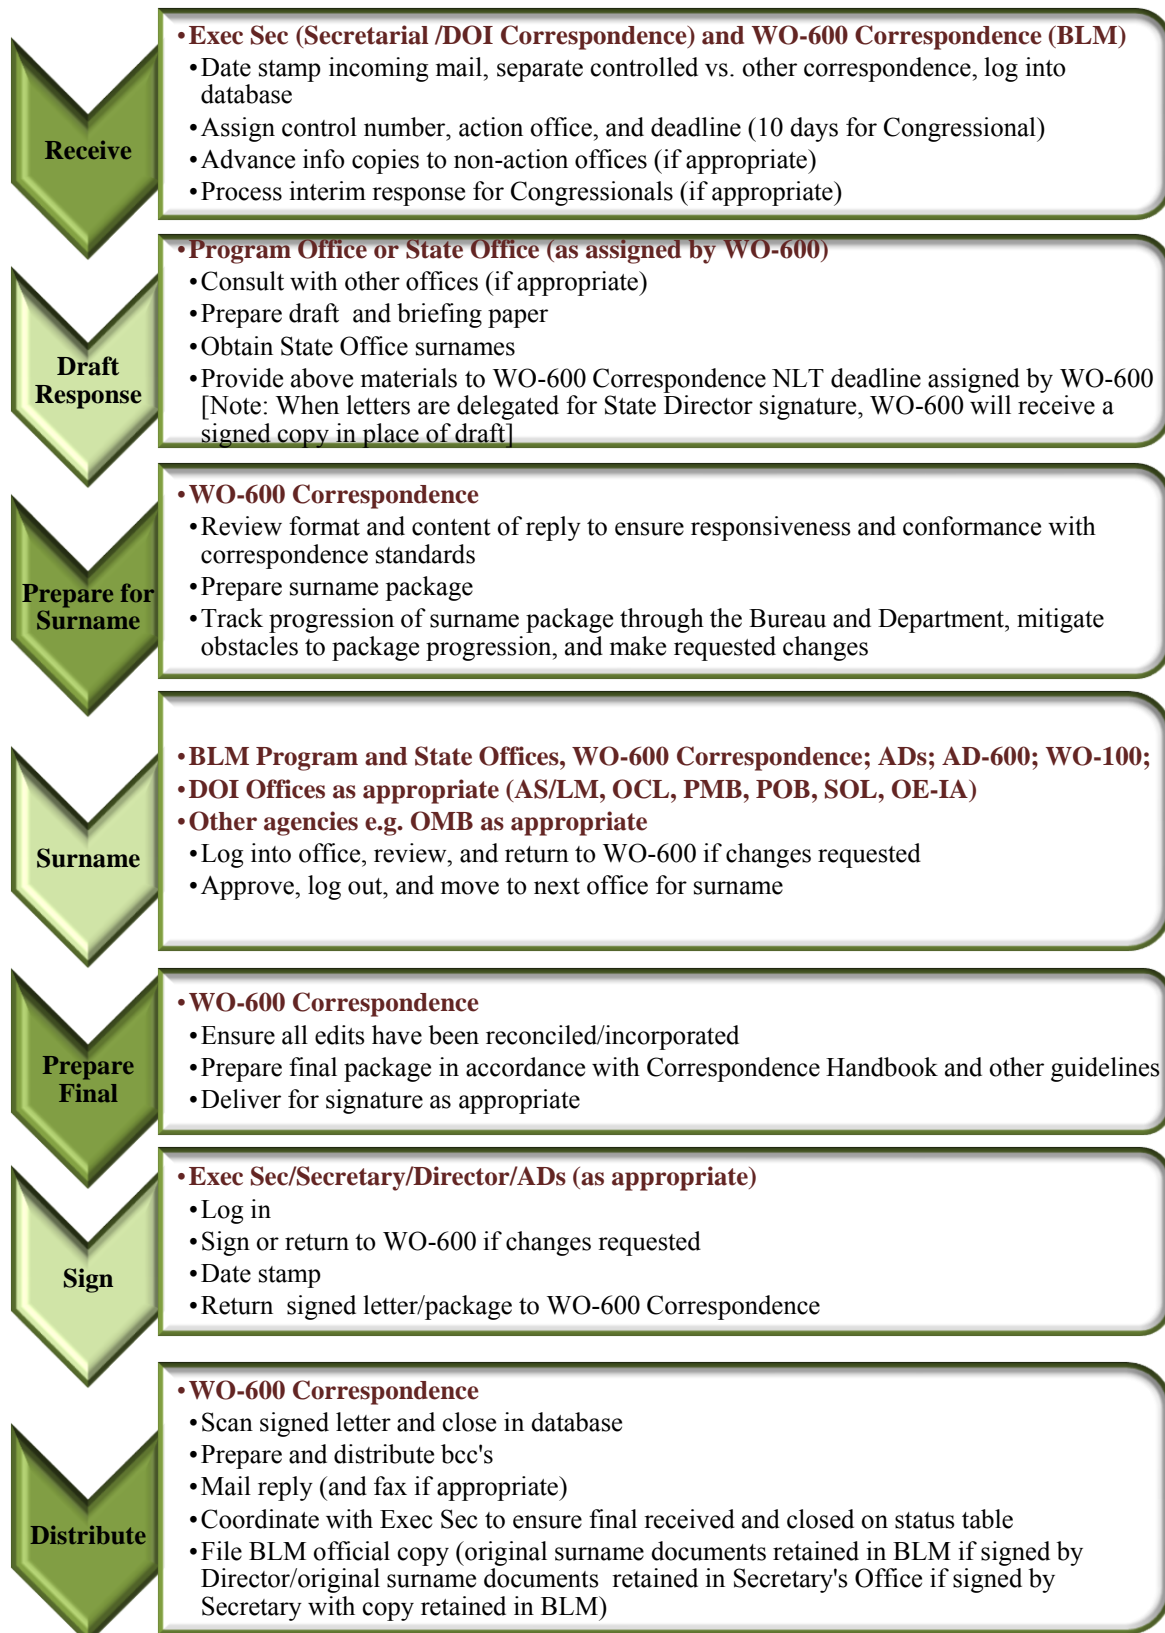 Receive
•Exec Sec (Secretarial /DOI Correspondence) and WO-600 Correspondence (BLM)
•Date stamp incoming mail, separate controlled vs. other correspondence, log into
database
•Assign control number, action office, and deadline (10 days for Congressional)
•Advance info copies to non-action offices (if appropriate)
•Process interim response for Congressionals (if appropriate)
Draft
Response
•Program Office or State Office (as assigned by WO-600)
•Consult with other offices (if appropriate)
•Prepare draft  and briefing paper
•Obtain State Office surnames
•Provide above materials to WO-600 Correspondence NLT deadline assigned by WO-600
[Note: When letters are delegated for State Director signature, WO-600 will receive a
signed copy in place of draft]
Prepare for
Surname
•WO-600 Correspondence
•Review format and content of reply to ensure responsiveness and conformance with
correspondence standards
•Prepare surname package
•Track progression of surname package through the Bureau and Department, mitigate
obstacles to package progression, and make requested changes
Surname
•BLM Program and State Offices, WO-600 Correspondence; ADs; AD-600; WO-100;
•DOI Offices as appropriate (AS/LM, OCL, PMB, POB, SOL, OE-IA)
•Other agencies e.g. OMB as appropriate
•Log into office, review, and return to WO-600 if changes requested
•Approve, log out, and move to next office for surname
Prepare
Final
•WO-600 Correspondence
•Ensure all edits have been reconciled/incorporated
•Prepare final package in accordance with Correspondence Handbook and other guidelines
•Deliver for signature as appropriate
Sign
•Exec Sec/Secretary/Director/ADs (as appropriate)
•Log in
•Sign or return to WO-600 if changes requested
•Date stamp
•Return  signed letter/package to WO-600 Correspondence
Distribute
•WO-600 Correspondence
•Scan signed letter and close in database
•Prepare and distribute bcc's
•Mail reply (and fax if appropriate)
•Coordinate with Exec Sec to ensure final received and closed on status table
•File BLM official copy (original surname documents retained in BLM if signed by
Director/original surname documents  retained in Secretary's Office if signed by
Secretary with copy retained in BLM)